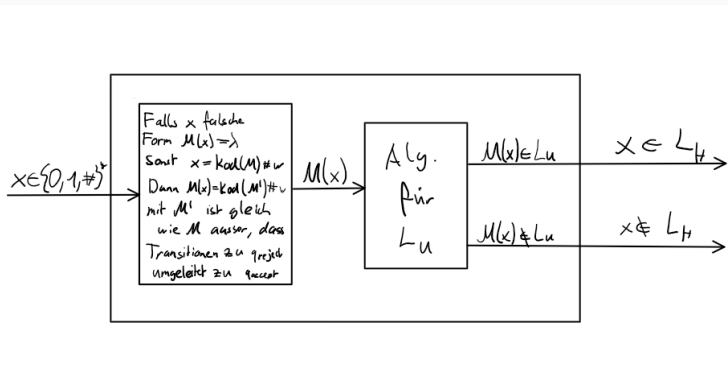 x∈{0,1,#}*
Falls x falsche
Form M(x)=λ
Sonst x=Kod(M)#w
Dann M(x)=Kod(M')#w
mit M' ist gleich
wie M ausser, dass
Transitionen zu qreject
umgeleitet zu qaccept
M(x)
Alg.
für
Lu
M(x)∈Lu
x∈ LH
M(x)∉Lu
x∉ LH